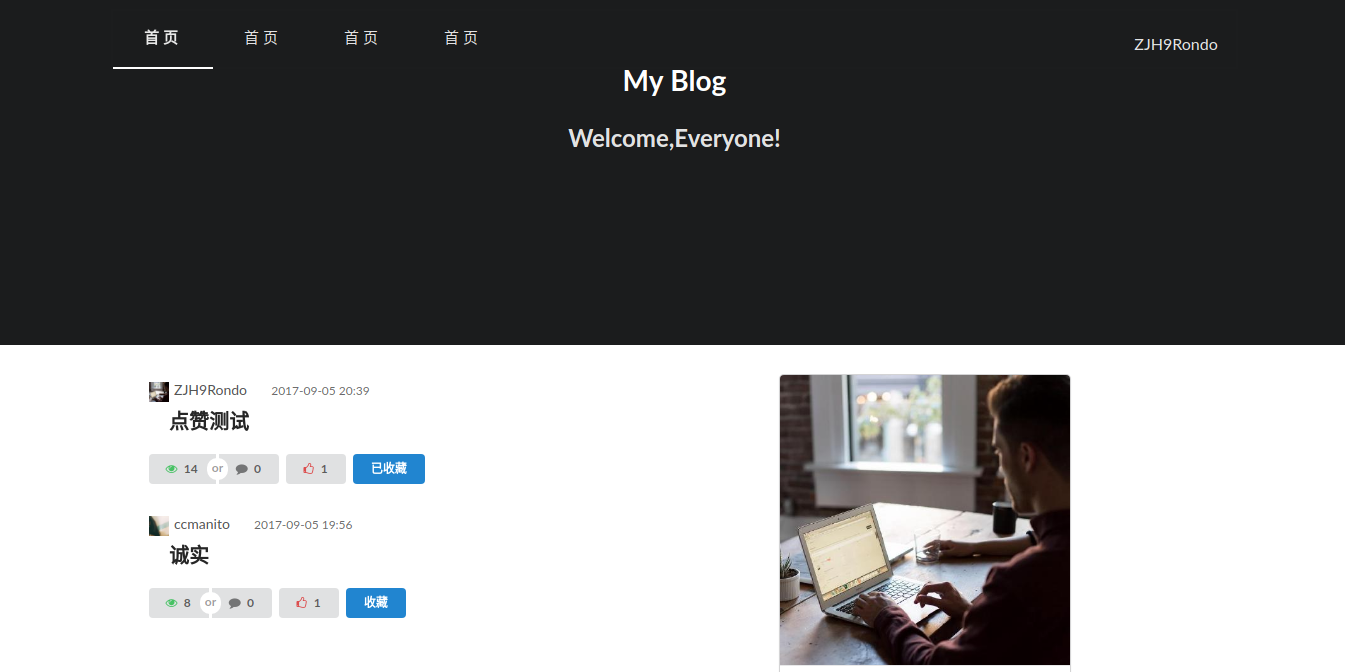 首 页 首 页 首 页 首 页 ZJH9Rondo
My Blog
Welcome,Everyone!
ZJH9Rondo 2017-09-05 20:39
点赞测试
14 or 0 1 已收藏
ccmanito 2017-09-05 19:56
诚实
8 or 0 1 收藏